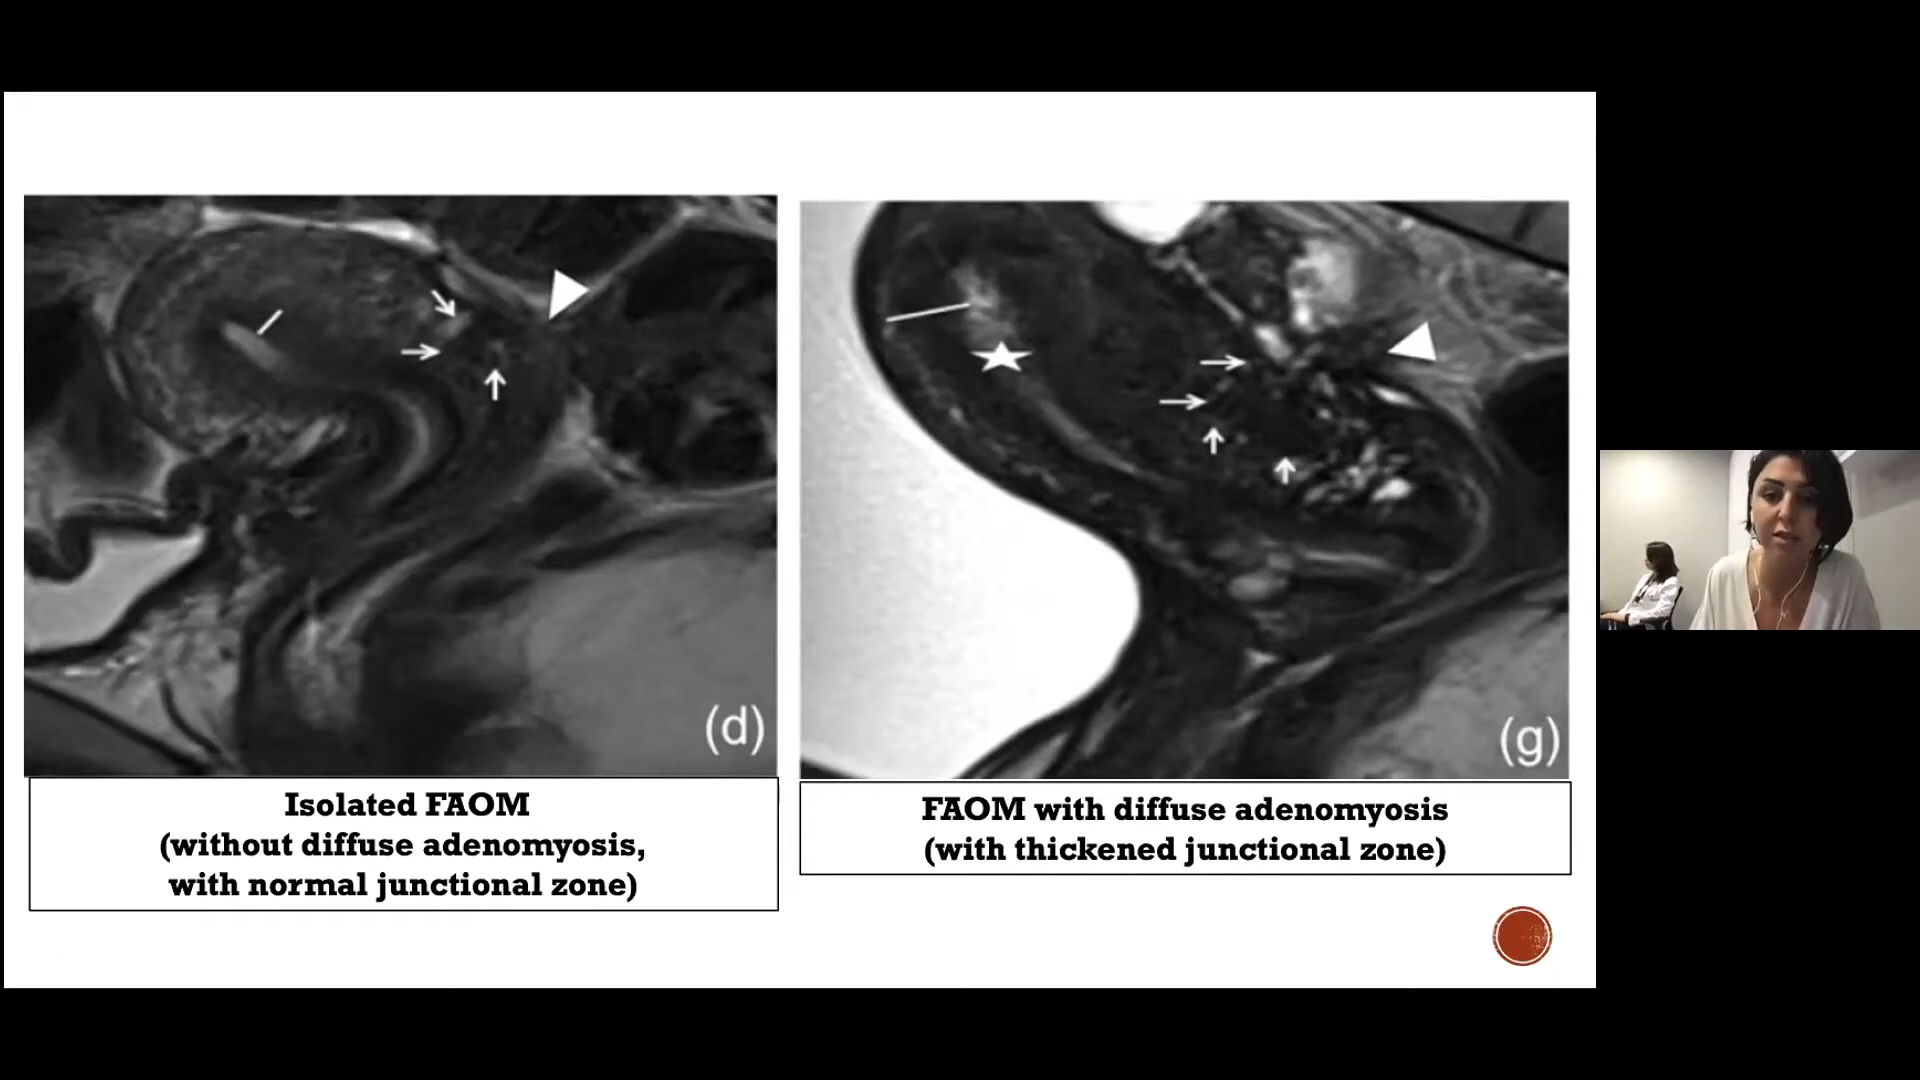 (d)
(g)
Isolated FAOM
(without diffuse adenomyosis,
with normal junctional zone)
FAOM with diffuse adenomyosis
(with thickened junctional zone)